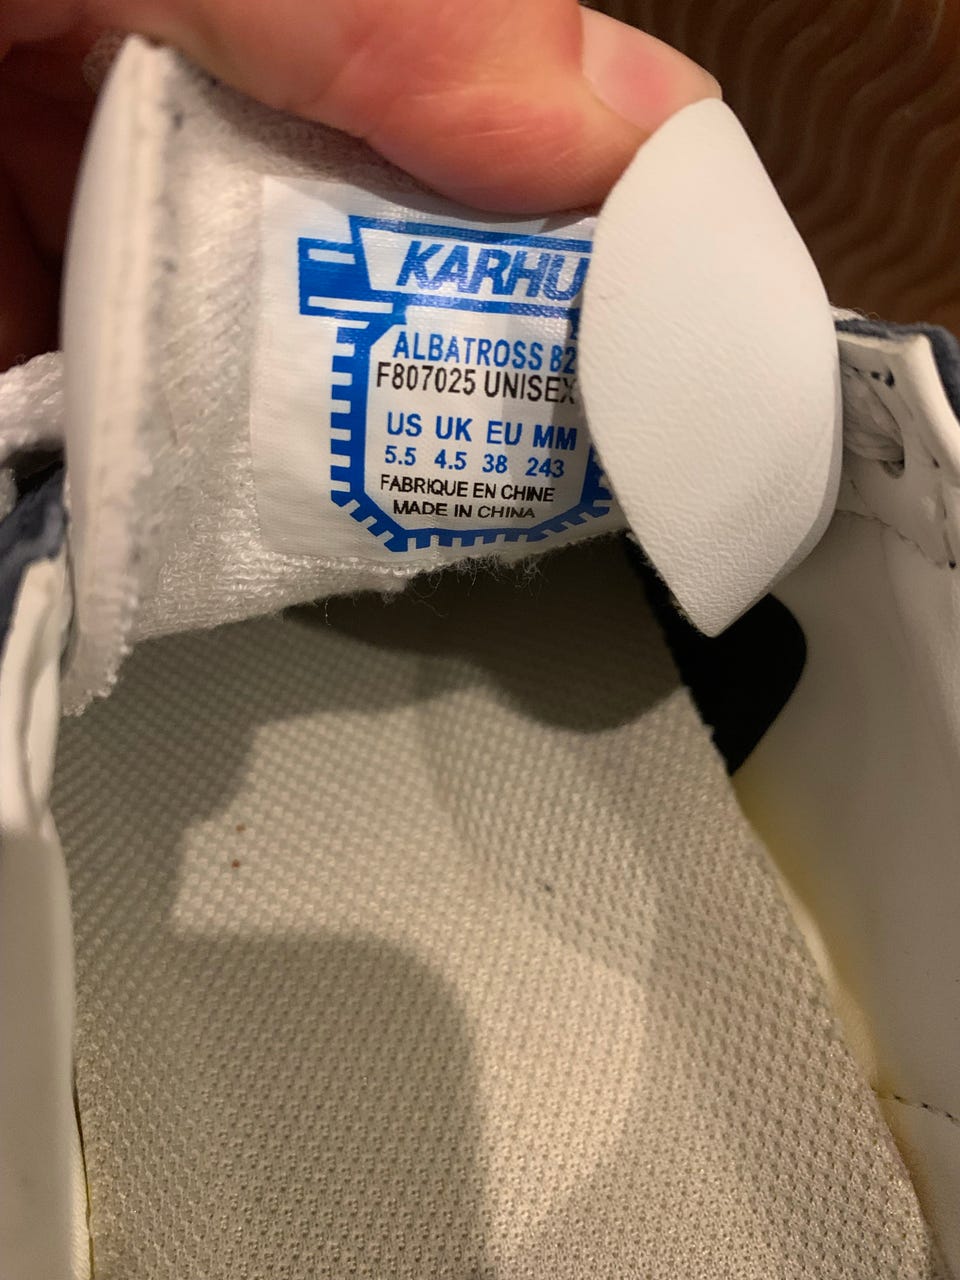 KARHU
ALBATROSS 82
F807025 UNISEX
US UK EU MM
5.5 4.5 38 243
FABRIQUE EN CHINE
MADE IN CHINA